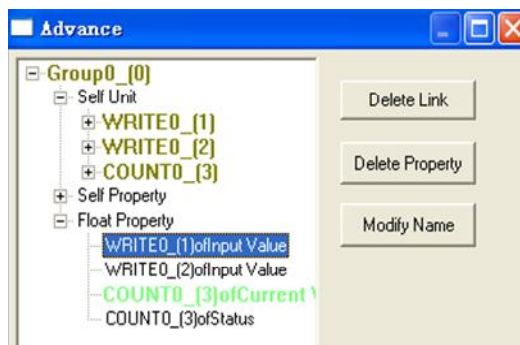 Advance
Group0_(0)
Self Unit
WRITE0_(1)
WRITE0_(2)
COUNT0_(3)
Self Property
Float Property
WRITE0_(1)ofInput Value
WRITE0_(2)ofInput Value
COUNT0_(3)ofCurrent
COUNT0_(3)ofStatus
Delete Link
Delete Property
Modify Name